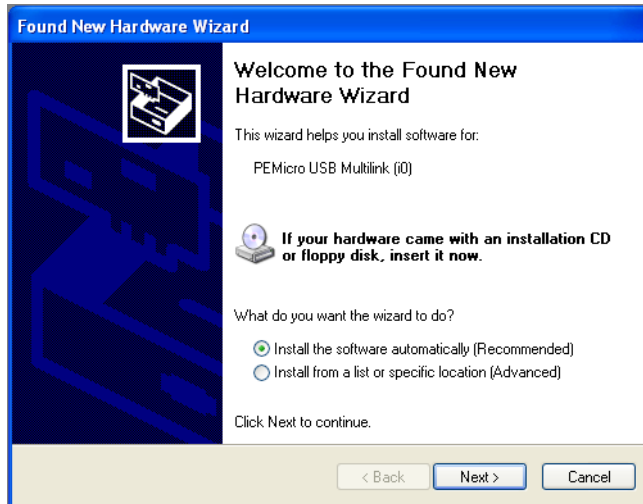 Found New Hardware Wizard
Welcome to the Found New
Hardware Wizard
This wizard helps you install software for:
PEMicro USB Multilink (i0)
If your hardware came with an installation CD
or floppy disk, insert it now.
What do you want the wizard to do?
Install the software automatically (Recommended)
Install from a list or specific location (Advanced)
Click Next to continue.
< Back Next > Cancel